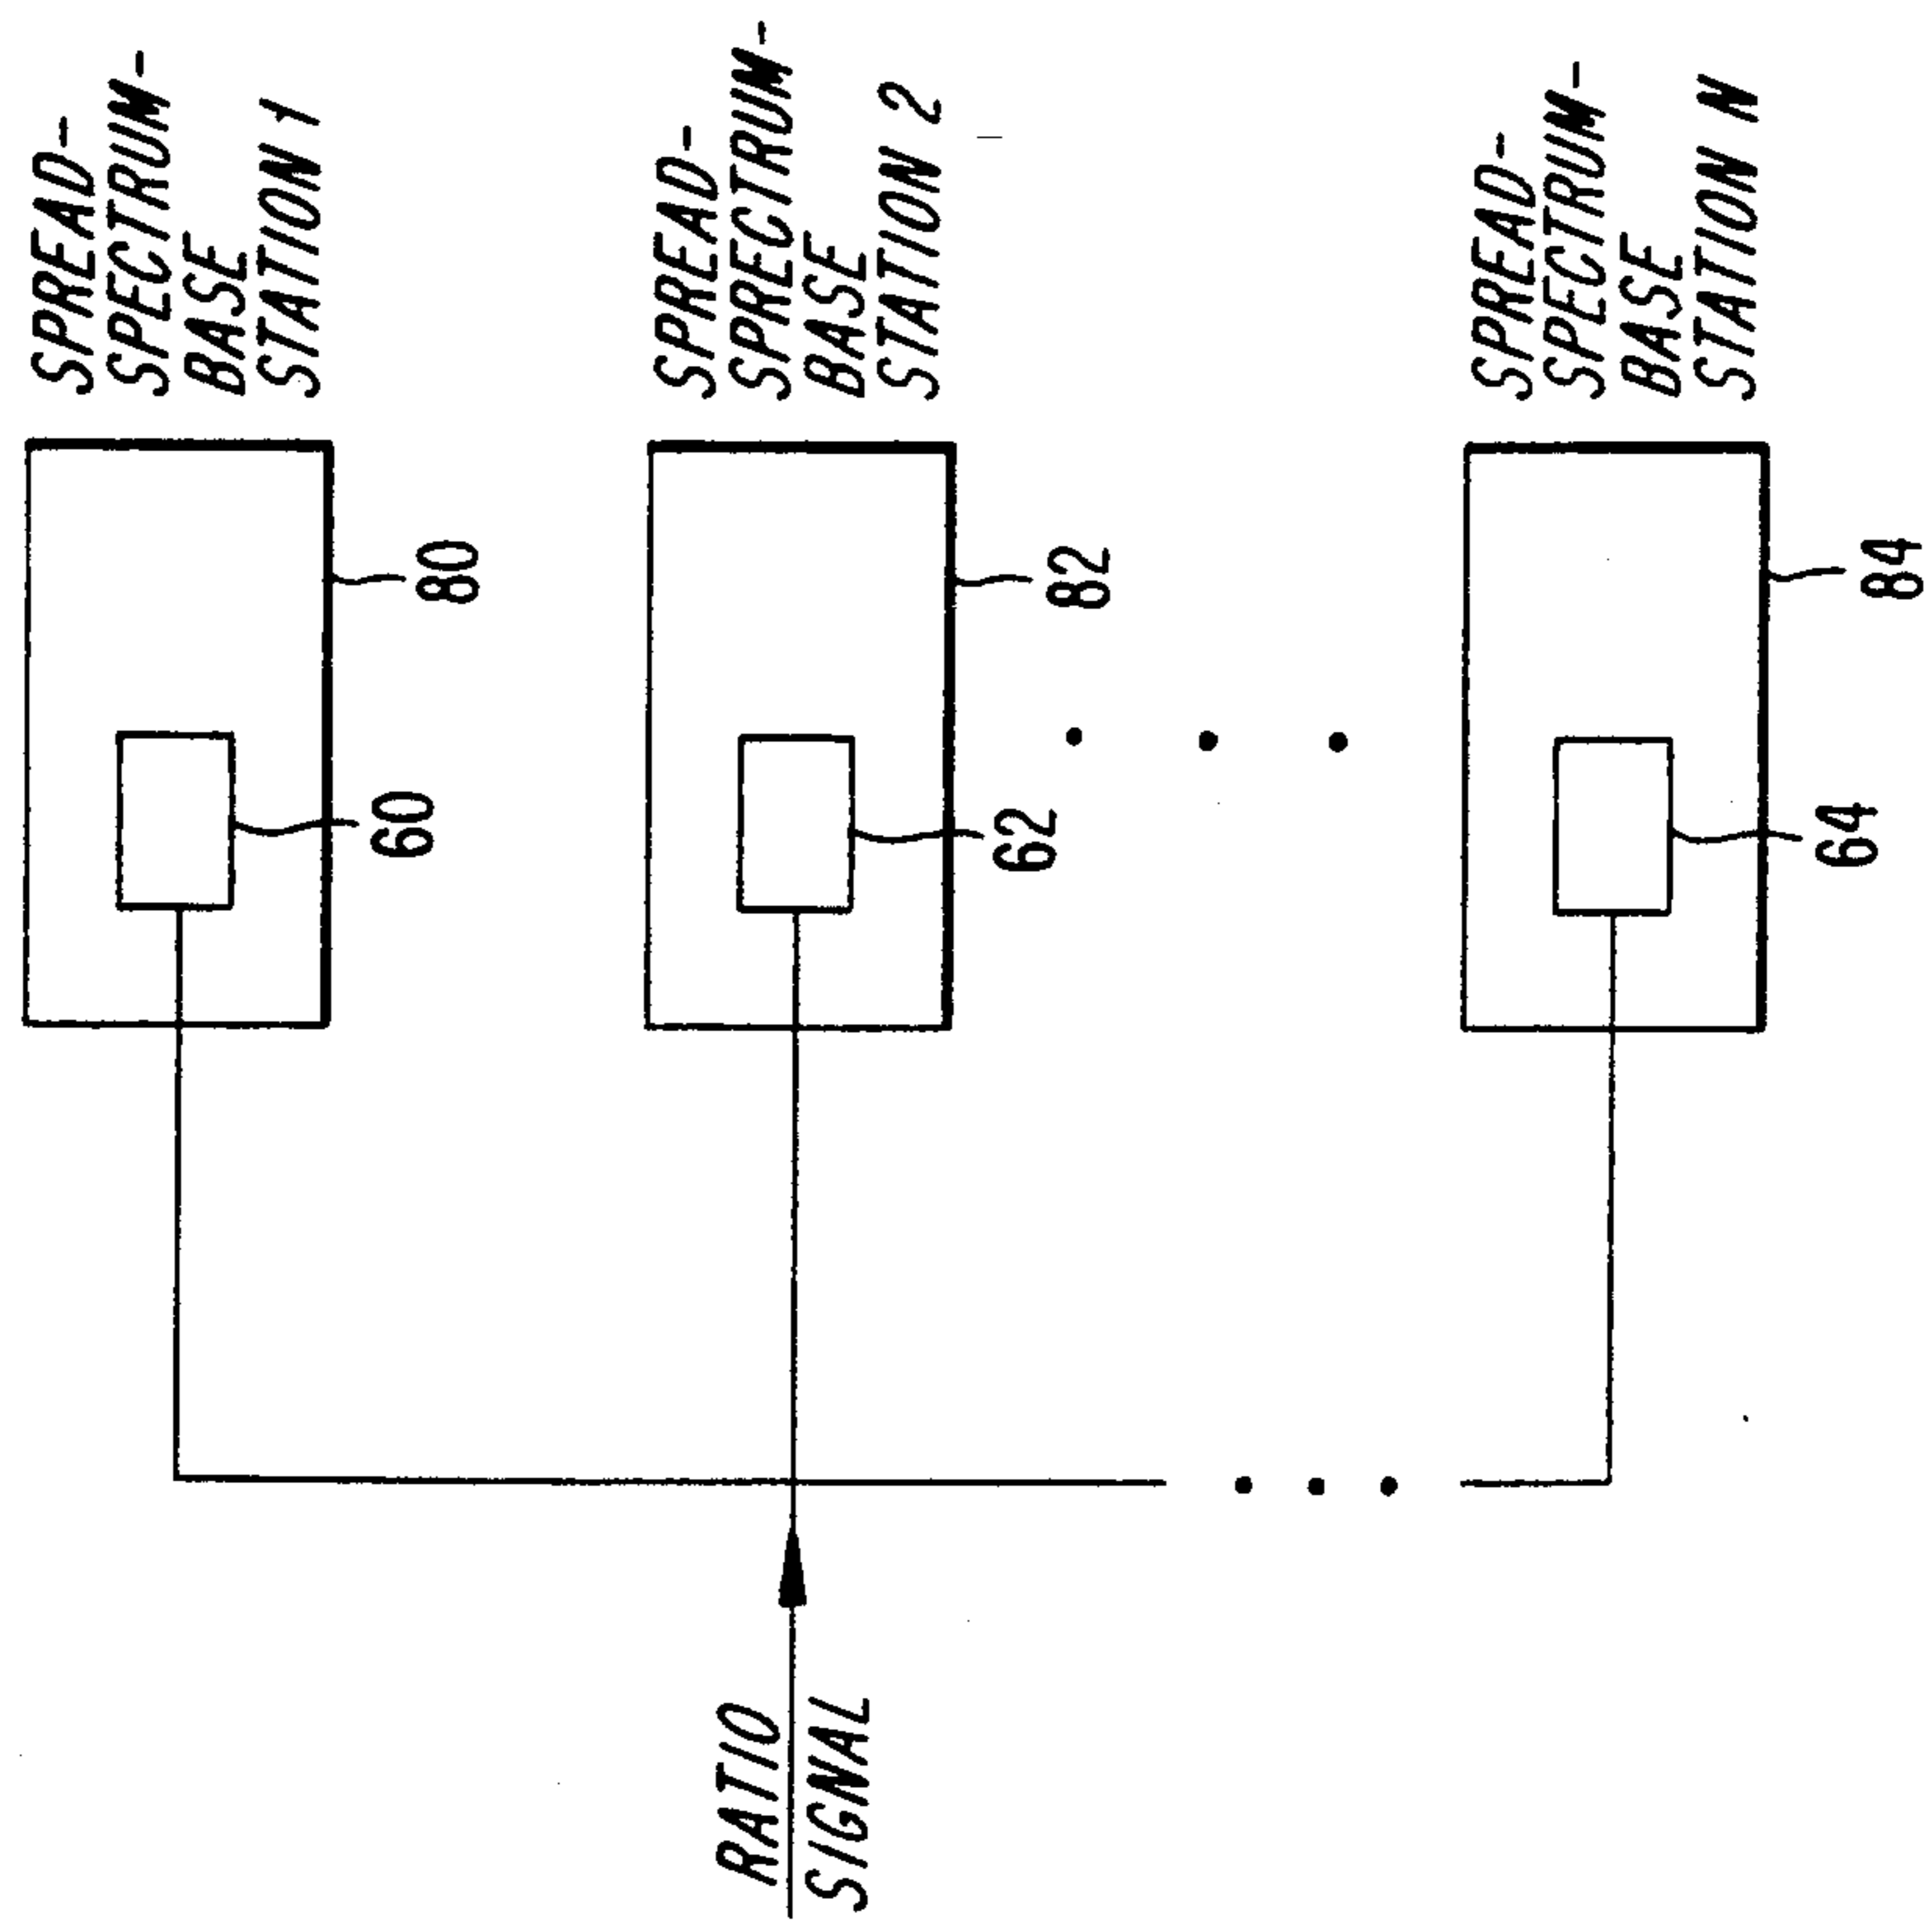 SPREAD-
SPECTRUM-
BASE
STATION 1
80
60
SPREAD-
SPRECTRUM-
BASE
STATION 2
82
62
RATIO
SIGNAL
SPREAD-
SPECTRUM-
BASE
STATION N
84
64